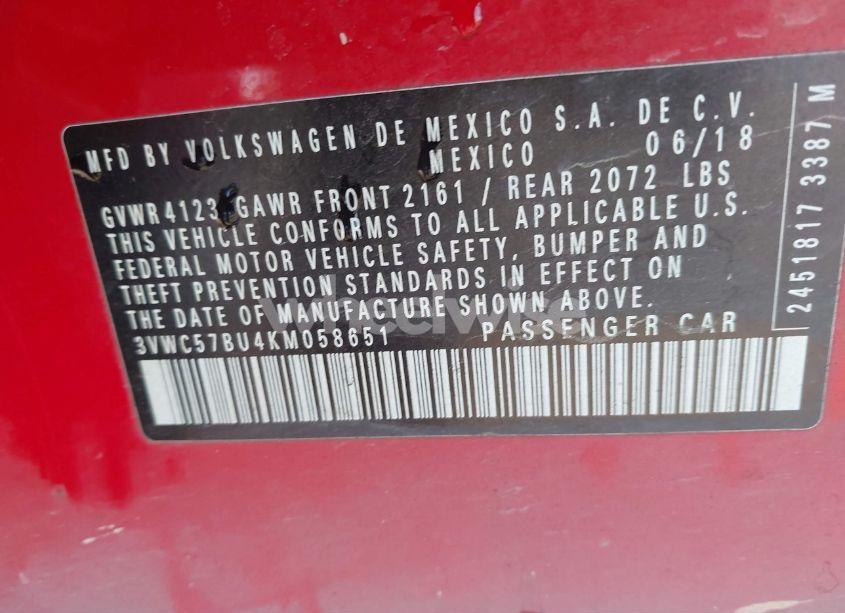 MFD BY VOLKSWAGEN DE MEXICO S.A. DE C.V.
MEXICO 06/18
GVWR4123 GAWR FRONT 2161 / REAR 2072 LBS
THIS VEHICLE CONFORMS TO ALL APPLICABLE U.S.
FEDERAL MOTOR VEHICLE SAFETY, BUMPER AND
THEFT PREVENTION STANDARDS IN EFFECT ON
THE DATE OF MANUFACTURE SHOWN ABOVE.
3VWC57BU4KM058651 PASSENGER CAR
2451817 3387 M